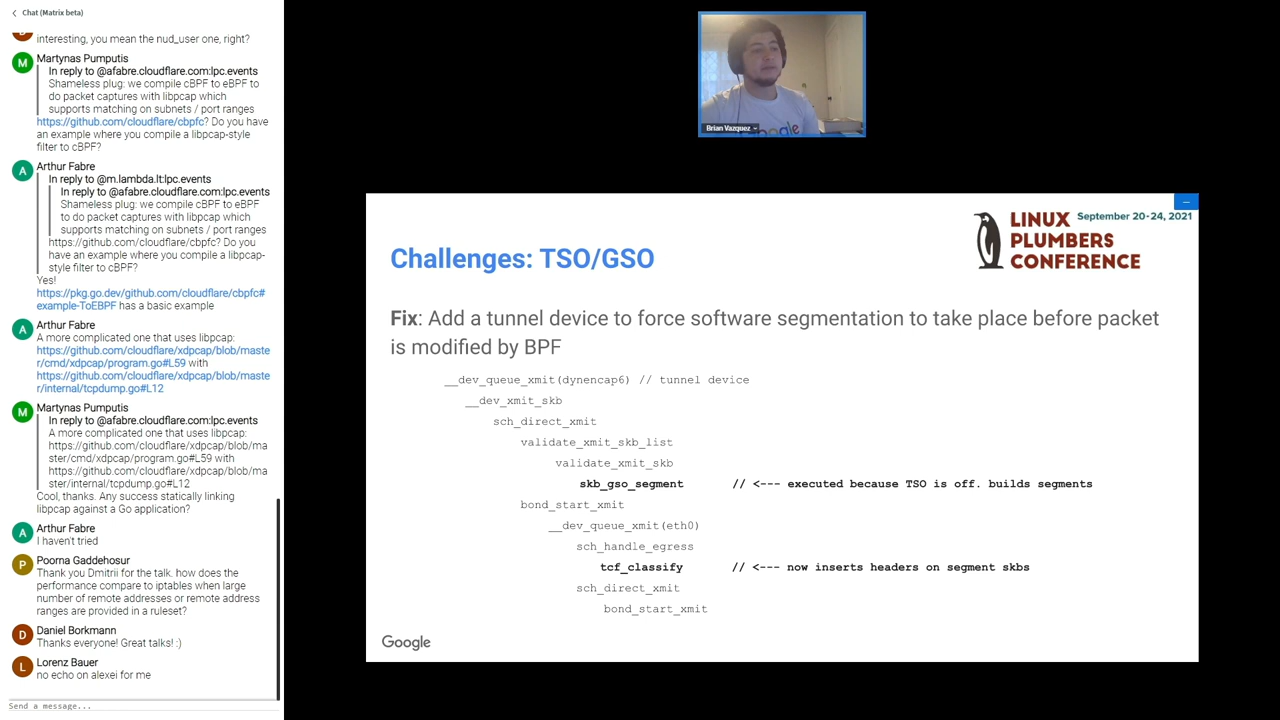 Chat (Matrix beta)
interesting, you mean the nud_user one, right?
M
Martynas Pumputis
In reply to @afabre.cloudflare.com:lpc.events
Shameless plug: we compile cBPF to eBPF to
do packet captures with libpcap which
supports matching on subnets / port ranges
https://github.com/cloudflare/cbpfc? Do you have
an example where you compile a libpcap-style
filter to cBPF?
A
Arthur Fabre
In reply to @m.lambda.lt:lpc.events
In reply to @afabre.cloudflare.com:lpc.events
Shameless plug: we compile cBPF to eBPF
to do packet captures with libpcap which
supports matching on subnets / port ranges
https://github.com/cloudflare/cbpfc? Do you
have an example where you compile a libpcap-
style filter to cBPF?
Yes!
https://pkg.go.dev/github.com/cloudflare/cbpfc#
example-ToEBPF has a basic example
A
Arthur Fabre
A more complicated one that uses libpcap:
https://github.com/cloudflare/xdpcap/blob/maste
r/cmd/xdpcap/program.go#L59 with
https://github.com/cloudflare/xdpcap/blob/maste
r/internal/tcpdump.go#L12
M
Martynas Pumputis
In reply to @afabre.cloudflare.com:lpc.events
A more complicated one that uses libpcap:
https://github.com/cloudflare/xdpcap/blob/ma
ster/cmd/xdpcap/program.go#L59 with
https://github.com/cloudflare/xdpcap/blob/ma
ster/internal/tcpdump.go#L12
Cool, thanks. Any success statically linking
libpcap against a Go application?
A
Arthur Fabre
I haven't tried
P
Poorna Gaddehosur
Thank you Dmitrii for the talk. how does the
performance compare to iptables when large
number of remote addresses or remote address
ranges are provided in a ruleset?
D
Daniel Borkmann
Thanks everyone! Great talks! :)
L
Lorenz Bauer
no echo on alexei for me
Send a message...
Brian Vazquez
LINUX
PLUMBERS
CONFERENCE
September 20-24, 2021
Challenges: TSO/GSO
Fix: Add a tunnel device to force software segmentation to take place before packet
is modified by BPF
__dev_queue_xmit(dynencap6) // tunnel device
__dev_xmit_skb
sch_direct_xmit
validate_xmit_skb_list
validate_xmit_skb
skb_gso_segment // <--- executed because TSO is off. builds segments
bond_start_xmit
__dev_queue_xmit(eth0)
sch_handle_egress
tcf_classify // <--- now inserts headers on segment skbs
sch_direct_xmit
bond_start_xmit
Google